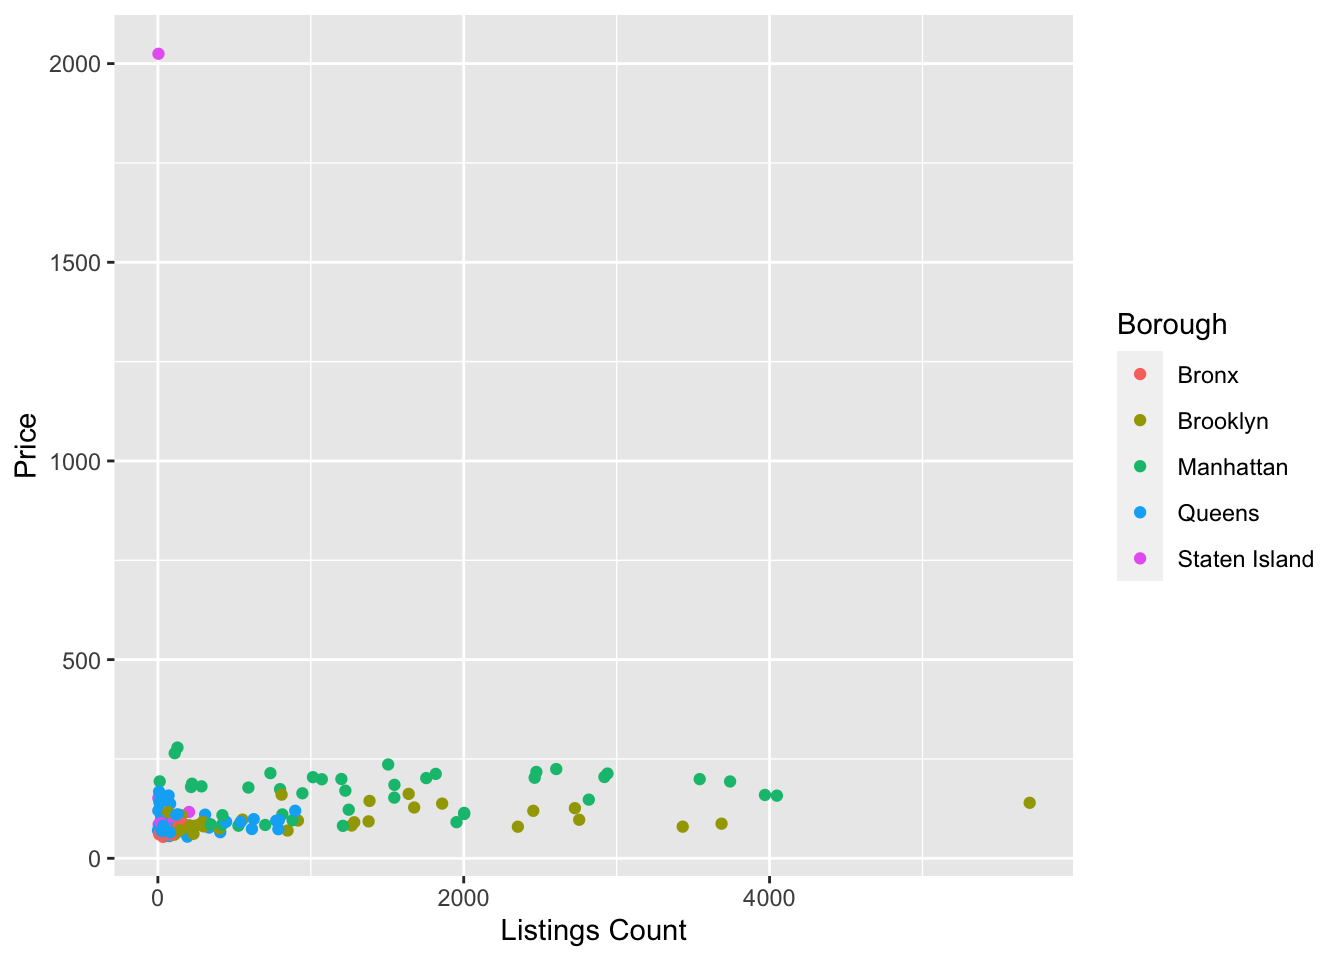 2000
1500
1000
500
0
0 2000 4000
Listings Count
Price
Borough
Bronx
Brooklyn
Manhattan
Queens
Staten Island